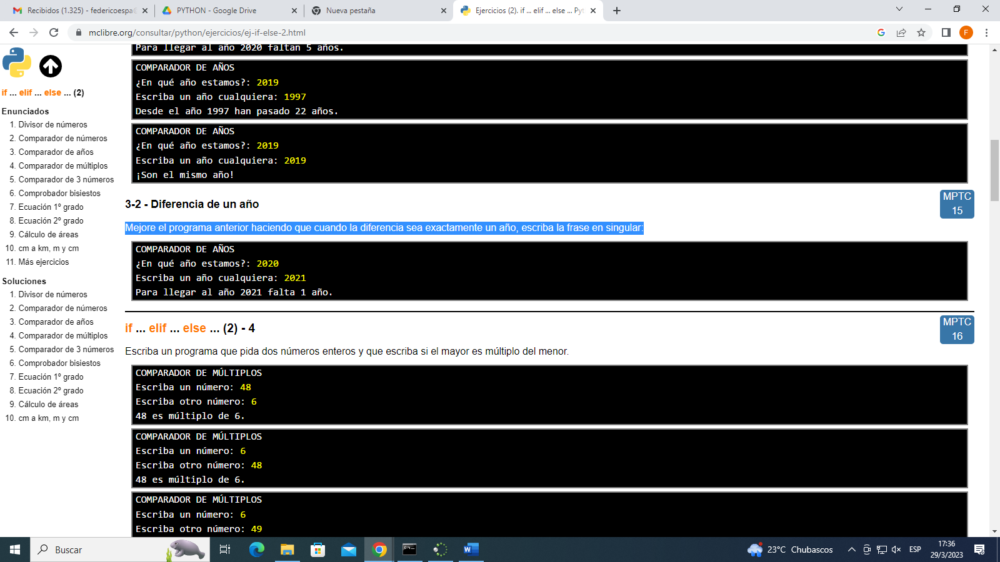 Recibidos (1.325) - federicoespa
PYTHON - Google Drive
Nueva pestaña
Ejercicios (2). if ... elif ... else ... Pyt
mclibre.org/consultar/python/ejercicios/ej-if-else-2.html
F
if ... elif ... else ... (2)
Enunciados
1. Divisor de números
2. Comparador de números
3. Comparador de años
4. Comparador de múltiplos
5. Comparador de 3 números
6. Comprobador bisiestos
7. Ecuación 1º grado
8. Ecuación 2º grado
9. Cálculo de áreas
10. cm a km, m y cm
11. Más ejercicios
Soluciones
1. Divisor de números
2. Comparador de números
3. Comparador de años
4. Comparador de múltiplos
5. Comparador de 3 números
6. Comprobador bisiestos
7. Ecuación 1º grado
8. Ecuación 2º grado
9. Cálculo de áreas
10. cm a km, m y cm
Para llegar al año 2020 faltan 5 años.
COMPARADOR DE AÑOS
¿En qué año estamos?: 2019
Escriba un año cualquiera: 1997
Desde el año 1997 han pasado 22 años.
COMPARADOR DE AÑOS
¿En qué año estamos?: 2019
Escriba un año cualquiera: 2019
¡Son el mismo año!
3-2 - Diferencia de un año
MPTC
15
Mejore el programa anterior haciendo que cuando la diferencia sea exactamente un año, escriba la frase en singular:
COMPARADOR DE AÑOS
¿En qué año estamos?: 2020
Escriba un año cualquiera: 2021
Para llegar al año 2021 falta 1 año.
if ... elif ... else ... (2) - 4
MPTC
16
Escriba un programa que pida dos números enteros y que escriba si el mayor es múltiplo del menor.
COMPARADOR DE MÚLTIPLOS
Escriba un número: 48
Escriba otro número: 6
48 es múltiplo de 6.
COMPARADOR DE MÚLTIPLOS
Escriba un número: 6
Escriba otro número: 48
48 es múltiplo de 6.
COMPARADOR DE MÚLTIPLOS
Escriba un número: 6
Escriba otro número: 49
Buscar
23°C Chubascos
ESP
17:36
29/3/2023